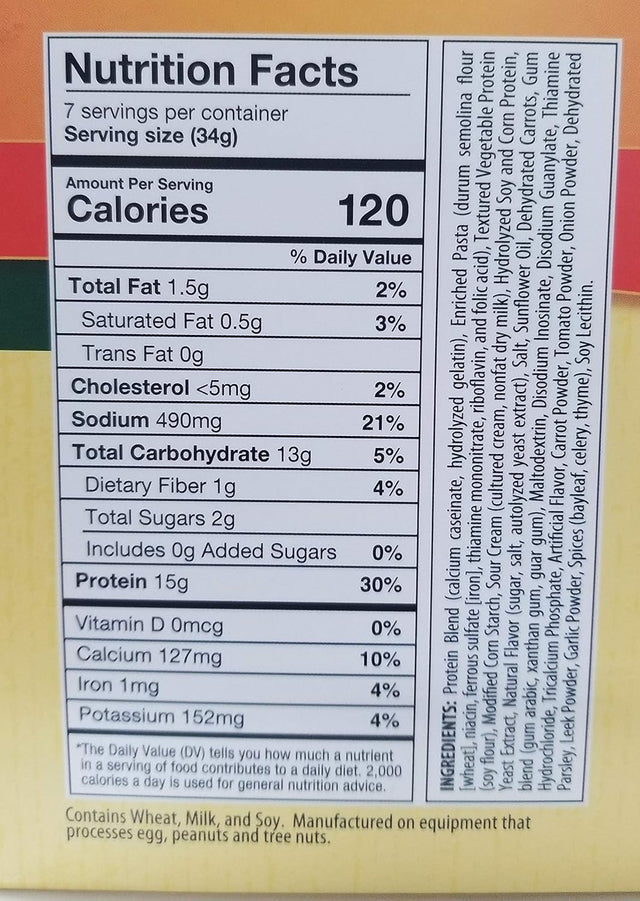 Nutrition Facts
7 servings per container
Serving size (34g)
Amount Per Serving
Calories 120
% Daily Value
Total Fat 1.5g 2%
Saturated Fat 0.5g 3%
Trans Fat 0g
Cholesterol <5mg 2%
Sodium 490mg 21%
Total Carbohydrate 13g 5%
Dietary Fiber 1g 4%
Total Sugars 2g
Includes 0g Added Sugars 0%
Protein 15g 30%
Vitamin D 0mcg 0%
Calcium 127mg 10%
Iron 1mg 4%
Potassium 152mg 4%
*The Daily Value (DV) tells you how much a nutrient
in a serving of food contributes to a daily diet. 2,000
calories a day is used for general nutrition advice.
INGREDIENTS: Protein Blend (calcium caseinate, hydrolyzed gelatin), Enriched Pasta (durum semolina flour
[wheat], niacin, ferrous sulfate [iron], thiamine mononitrate, riboflavin, and folic acid), Textured Vegetable Protein
(soy flour), Modified Corn Starch, Sour Cream (cultured cream, nonfat dry milk), Hydrolyzed Soy and Corn Protein,
Yeast Extract, Natural Flavor (sugar, salt, autolyzed yeast extract), Salt, Sunflower Oil, Dehydrated Carrots, Gum
blend (gum arabic, xanthan gum, guar gum), Maltodextrin, Disodium Inosinate, Disodium Guanylate, Thiamine
Hydrochloride, Tricalcium Phosphate, Artificial Flavor, Carrot Powder, Tomato Powder, Onion Powder, Dehydrated
Parsley, Leek Powder, Garlic Powder, Spices (bayleaf, celery, thyme), Soy Lecithin.
Contains Wheat, Milk, and Soy. Manufactured on equipment that
processes egg, peanuts and tree nuts.